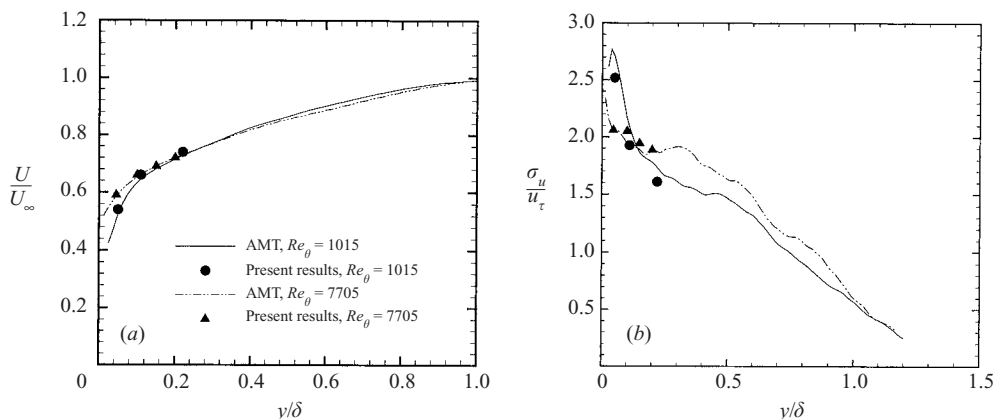 1.2
1.0
0.8
0.6
0.4
0.2
0
U
U∞
AMT, Reθ = 1015
Present results, Reθ = 1015
AMT, Reθ = 7705
Present results, Reθ = 7705
(a)
0.2 0.4 0.6 0.8 1.0
y/δ
3.0
2.5
2.0
1.5
1.0
0.5
σu
uτ
(b)
0 0.5 1.0 1.5
y/δ